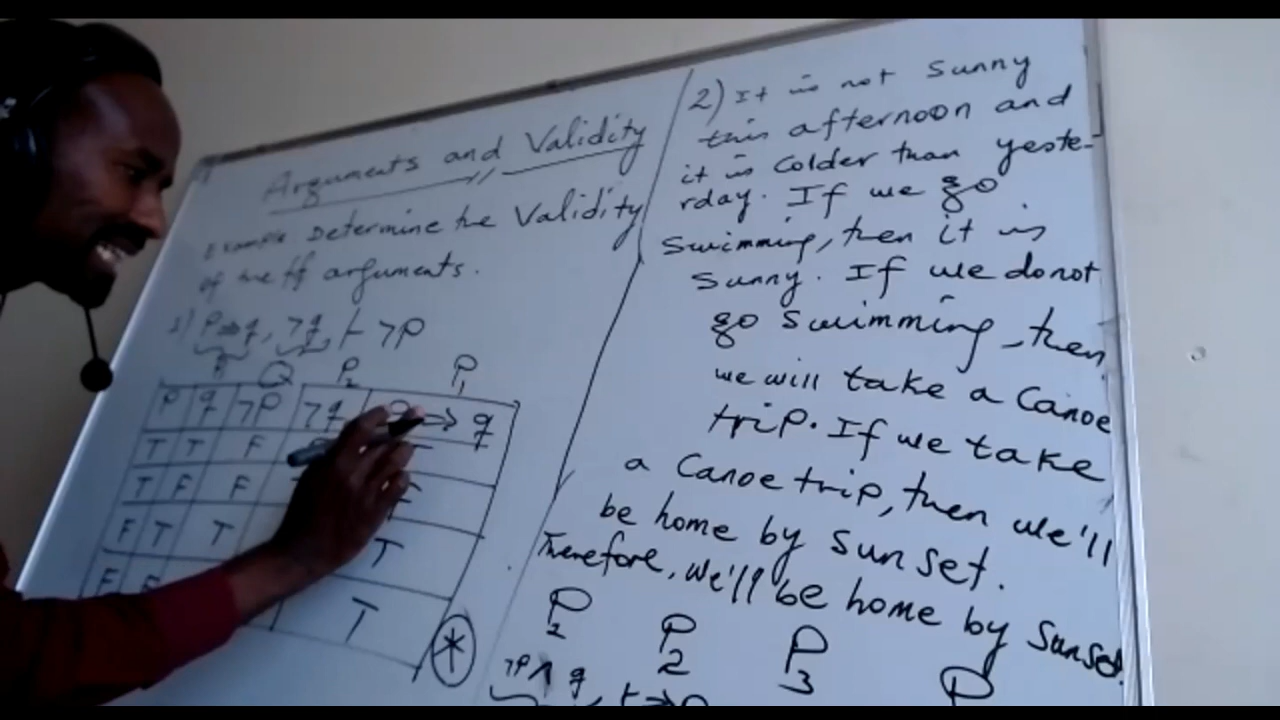 Arguments and Validity
Example Determine the Validity
of the ff arguments.
1) P⇒q, ¬q, ⊢ ¬P
Q P2 P1
P q ¬P ¬q ⇒ q
T T F
T F F
F T T T
F T
*
2) It is not Sunny
this afternoon and
it is Colder than yeste-
rday. If we go
Swimming, then it is
Sunny. If we do not
go Swimming, then
we will take a Canoe
trip. If we take
a Canoe trip, then we'll
be home by Sunset.
Therefore, we'll be home by Sunset.
P1 P2 P3 P
¬P ∧ q